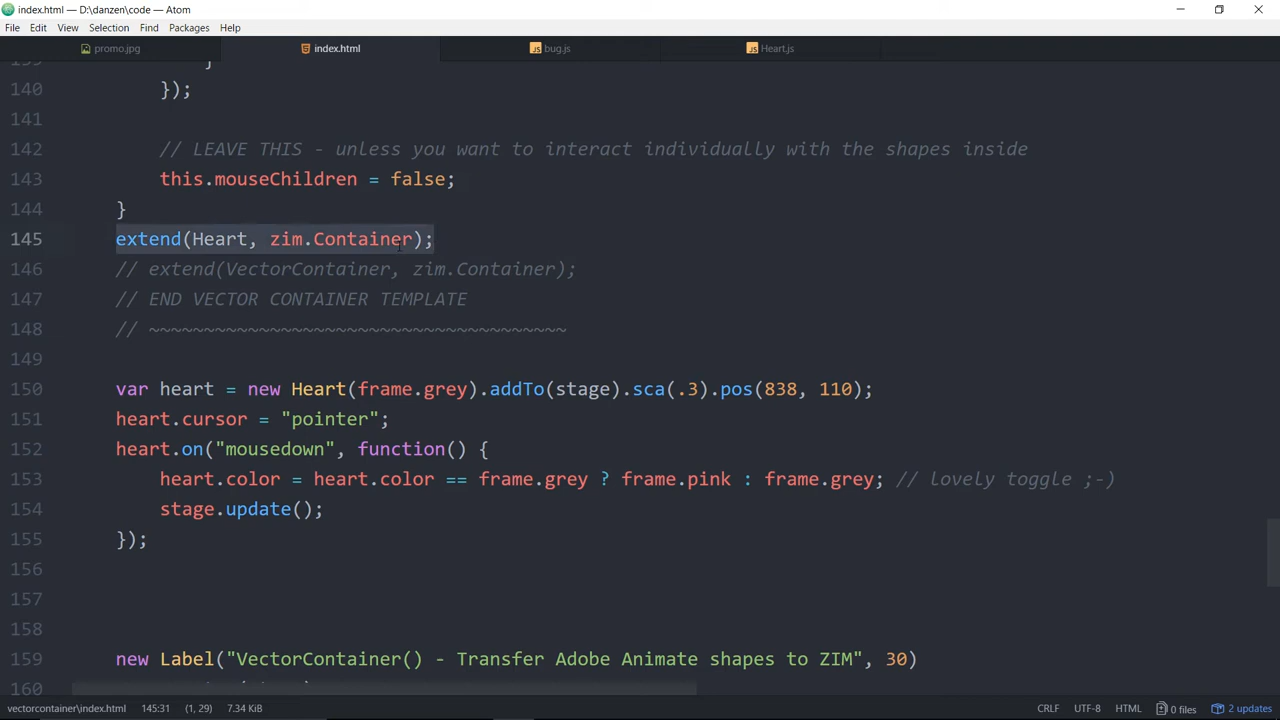 index.html — D:\danzen\code — Atom
File Edit View Selection Find Packages Help
promo.jpg index.html bug.js Heart.js
139 }
140 });
141
142 // LEAVE THIS - unless you want to interact individually with the shapes inside
143 this.mouseChildren = false;
144 }
145 extend(Heart, zim.Container);
146 // extend(VectorContainer, zim.Container);
147 // END VECTOR CONTAINER TEMPLATE
148 // ~~~~~~~~~~~~~~~~~~~~~~~~~~~~~~~~~~~~~~
149
150 var heart = new Heart(frame.grey).addTo(stage).sca(.3).pos(838, 110);
151 heart.cursor = "pointer";
152 heart.on("mousedown", function() {
153 heart.color = heart.color == frame.grey ? frame.pink : frame.grey; // lovely toggle ;-)
154 stage.update();
155 });
156
157
158
159 new Label("VectorContainer() - Transfer Adobe Animate shapes to ZIM", 30)
160
vectorcontainer\index.html 145:31 (1, 29) 7.34 KiB CRLF UTF-8 HTML 0 files 2 updates